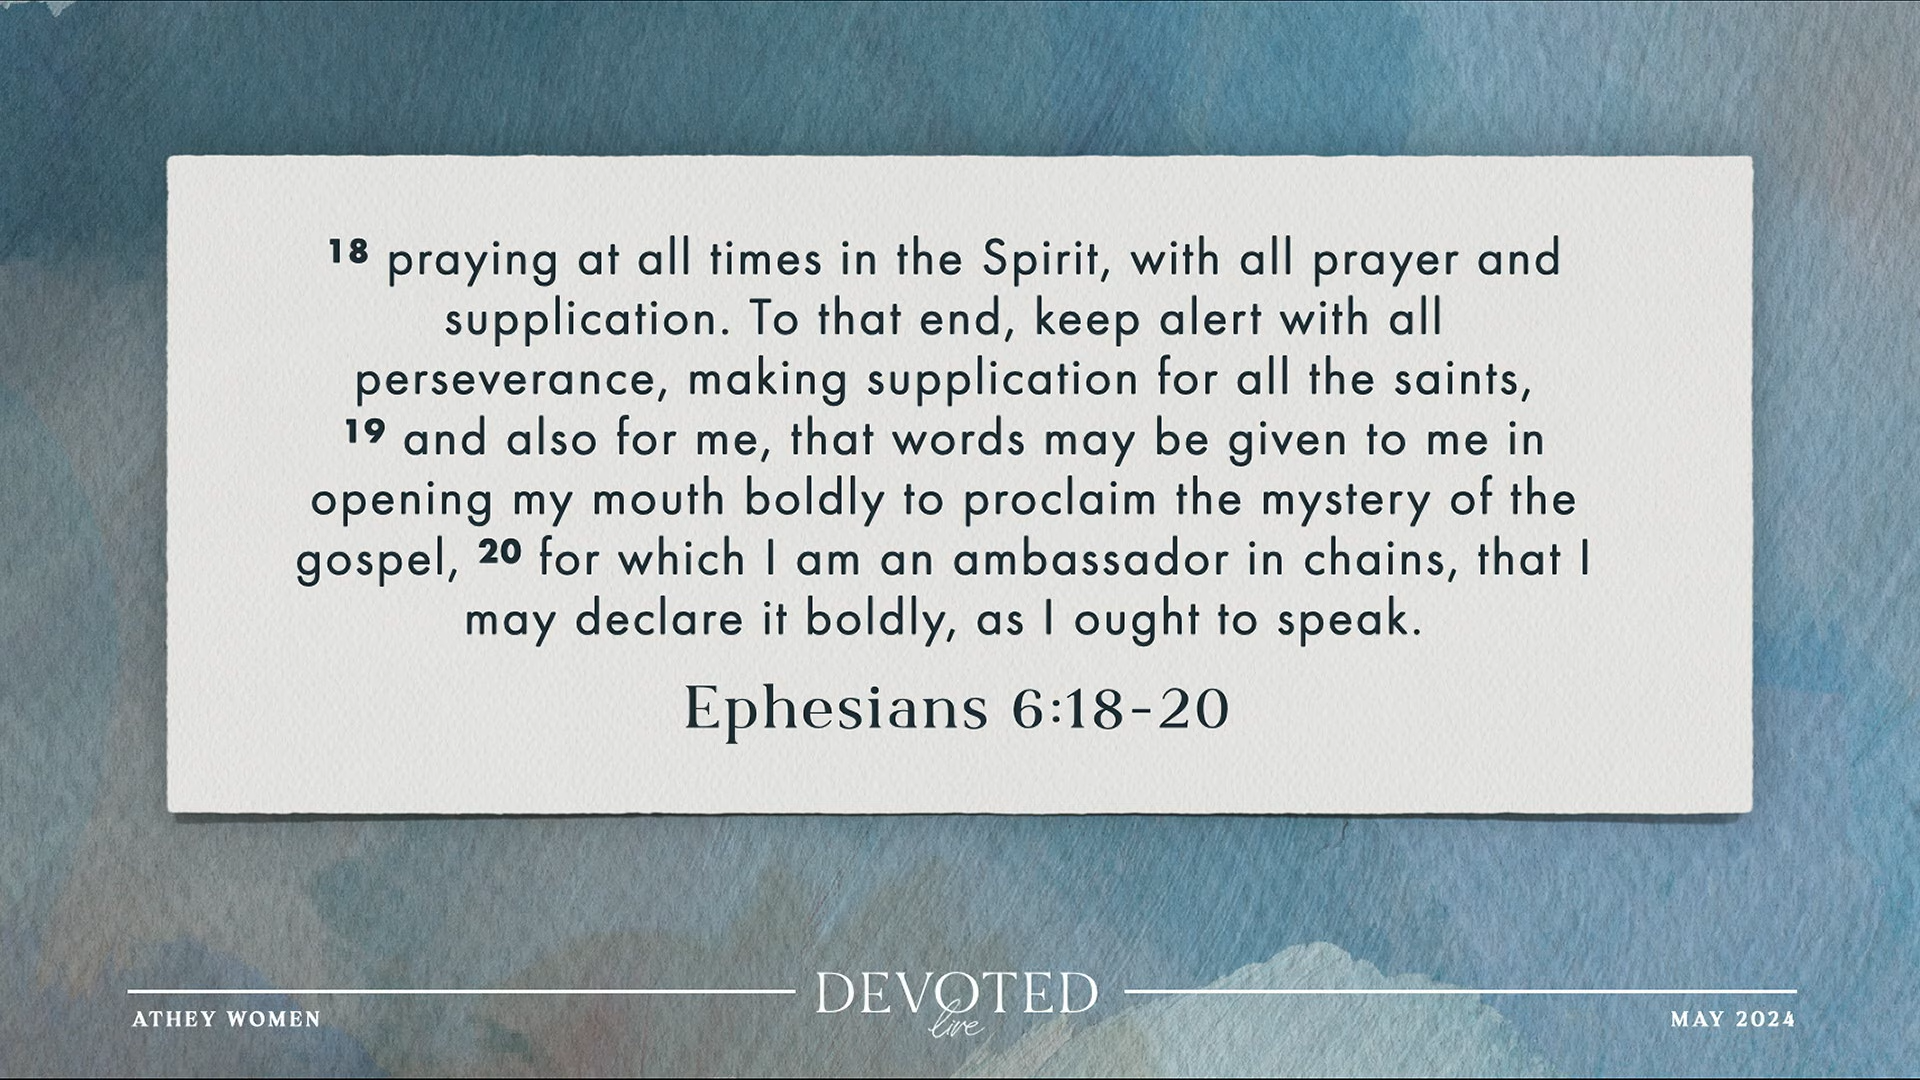 18 praying at all times in the Spirit, with all prayer and
supplication. To that end, keep alert with all
perseverance, making supplication for all the saints,
19 and also for me, that words may be given to me in
opening my mouth boldly to proclaim the mystery of the
gospel, 20 for which I am an ambassador in chains, that I
may declare it boldly, as I ought to speak.
Ephesians 6:18-20
DEVOTED
live
ATHEY WOMEN
MAY 2024